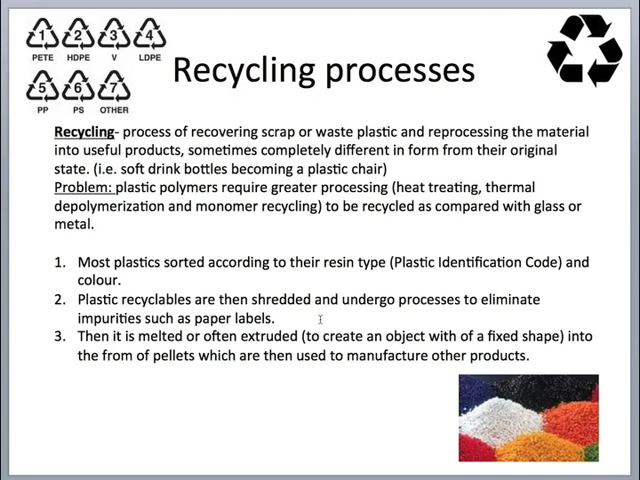 1 2 3 4
PETE HDPE V LDPE
Recycling processes
5 6 7
PP PS OTHER
Recycling- process of recovering scrap or waste plastic and reprocessing the material
into useful products, sometimes completely different in form from their original
state. (i.e. soft drink bottles becoming a plastic chair)
Problem: plastic polymers require greater processing (heat treating, thermal
depolymerization and monomer recycling) to be recycled as compared with glass or
metal.
1. Most plastics sorted according to their resin type (Plastic Identification Code) and
colour.
2. Plastic recyclables are then shredded and undergo processes to eliminate
impurities such as paper labels.
3. Then it is melted or often extruded (to create an object with of a fixed shape) into
the from of pellets which are then used to manufacture other products.